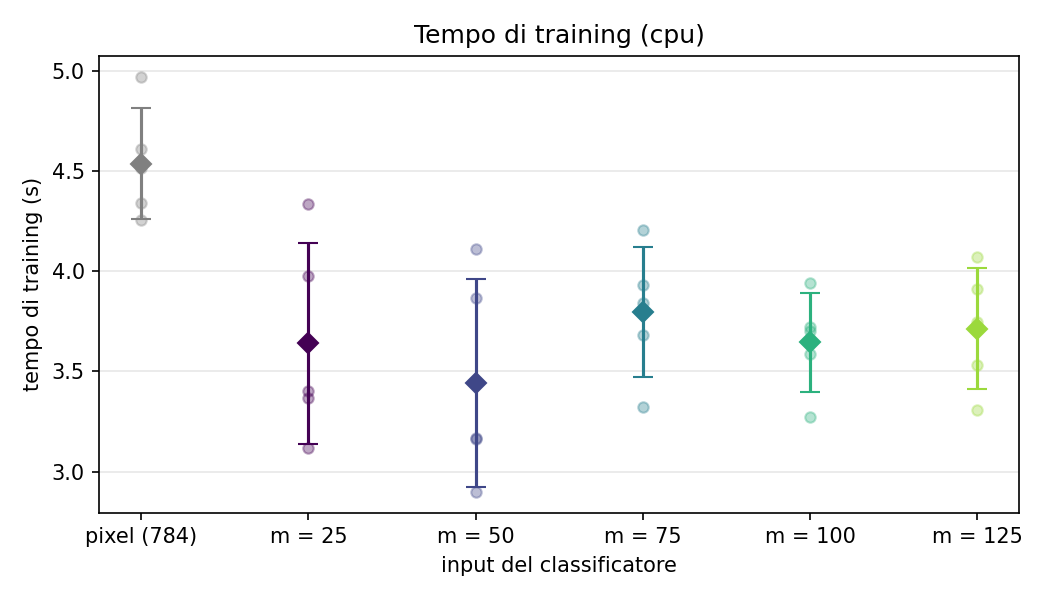 Tempo di training (cpu)
tempo di training (s)
5.0
4.5
4.0
3.5
3.0
pixel (784) m = 25 m = 50 m = 75 m = 100 m = 125
input del classificatore